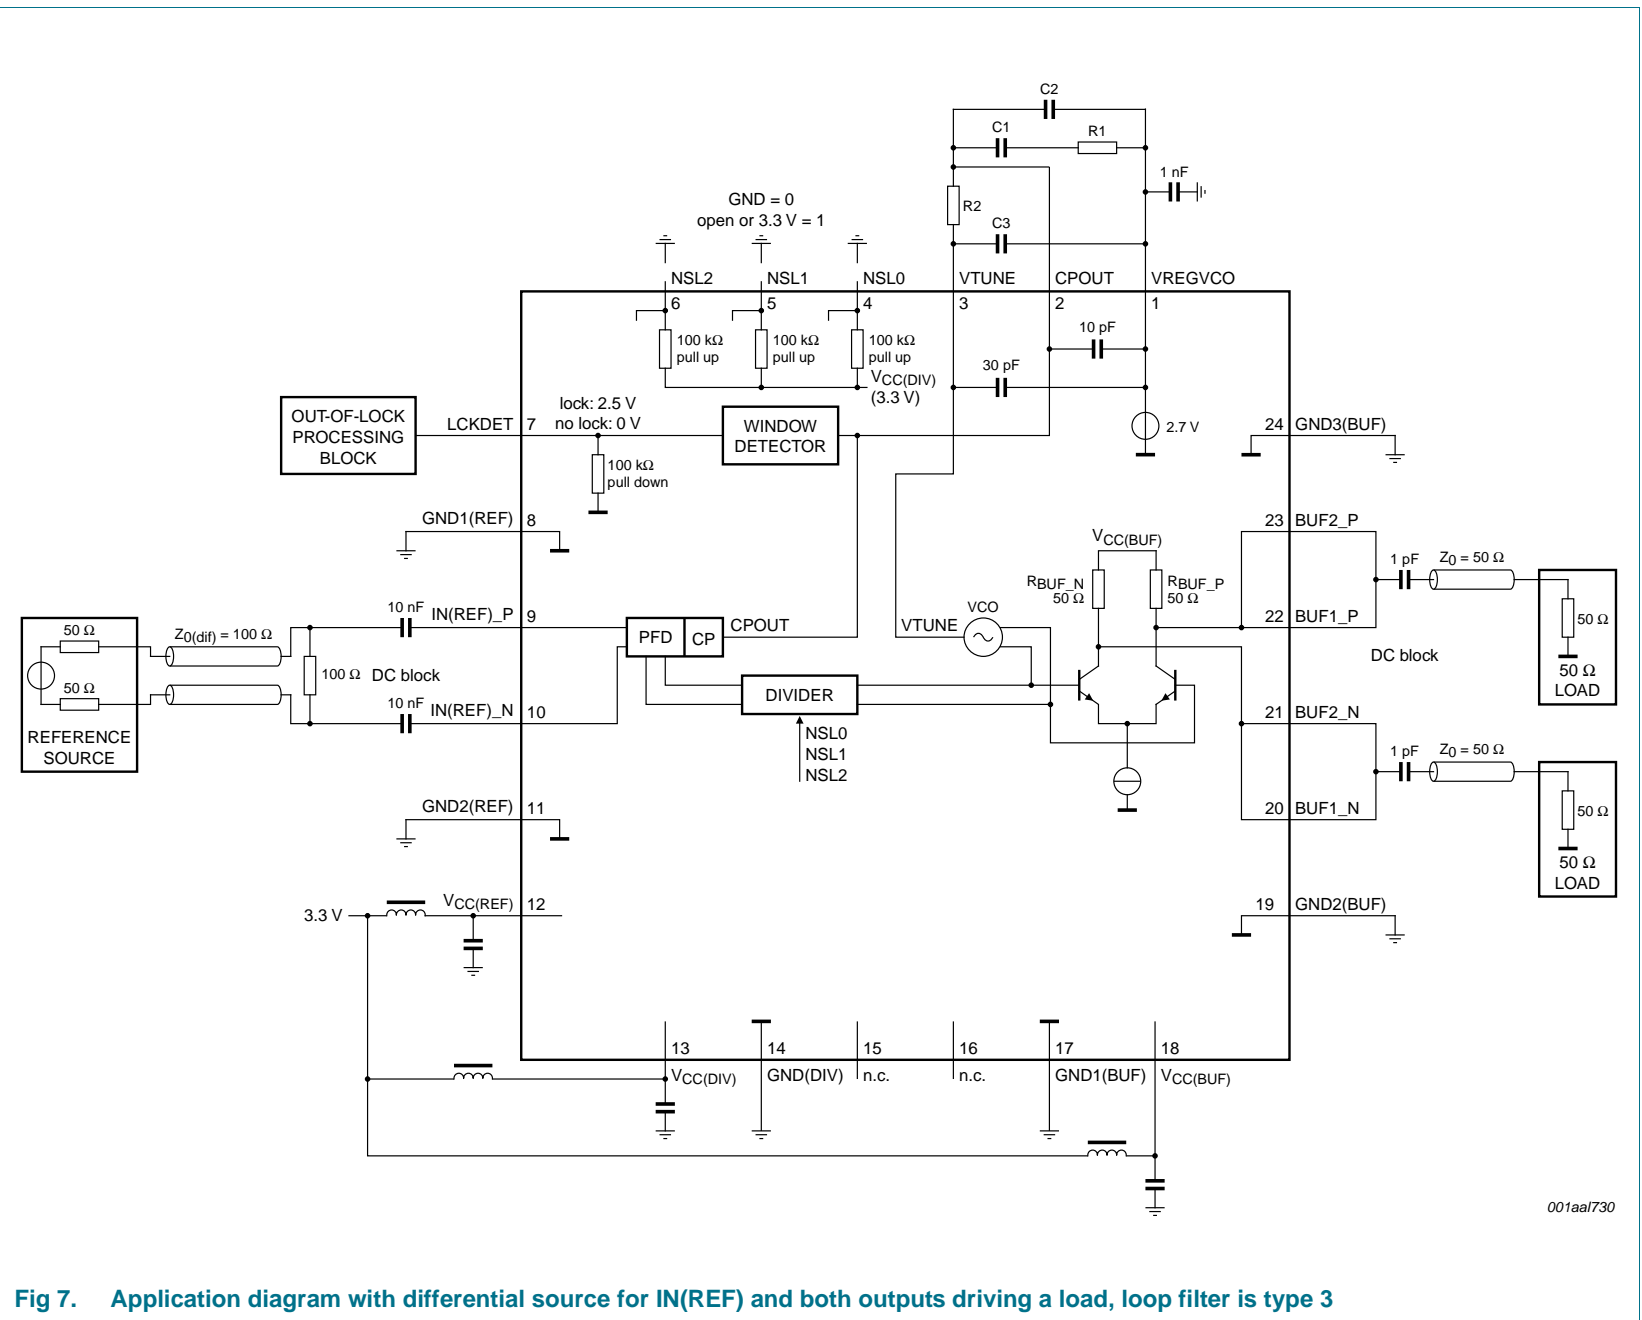 C2
C1
R1
1 nF
GND = 0
open or 3.3 V = 1
R2
C3
NSL2
NSL1
NSL0
VTUNE
CPOUT
VREGVCO
6
5
4
3
2
1
100 kΩ
pull up
100 kΩ
pull up
100 kΩ
pull up
10 pF
30 pF
VCC(DIV)
(3.3 V)
OUT-OF-LOCK
PROCESSING
BLOCK
LCKDET
7
lock: 2.5 V
no lock: 0 V
WINDOW
DETECTOR
2.7 V
24
GND3(BUF)
100 kΩ
pull down
GND1(REF)
8
23
BUF2_P
VCC(BUF)
RBUF_N
50 Ω
RBUF_P
50 Ω
1 pF
Z0 = 50 Ω
50 Ω
50 Ω
LOAD
10 nF
IN(REF)_P
9
PFD
CP
CPOUT
VTUNE
VCO
22
BUF1_P
DC block
50 Ω
50 Ω
REFERENCE
SOURCE
Z0(dif) = 100 Ω
100 Ω
DC block
10 nF
IN(REF)_N
10
DIVIDER
NSL0
NSL1
NSL2
21
BUF2_N
1 pF
Z0 = 50 Ω
50 Ω
50 Ω
LOAD
GND2(REF)
11
20
BUF1_N
3.3 V
VCC(REF)
12
19
GND2(BUF)
13
14
15
16
17
18
VCC(DIV)
GND(DIV)
n.c.
n.c.
GND1(BUF)
VCC(BUF)
001aal730
Fig 7. Application diagram with differential source for IN(REF) and both outputs driving a load, loop filter is type 3